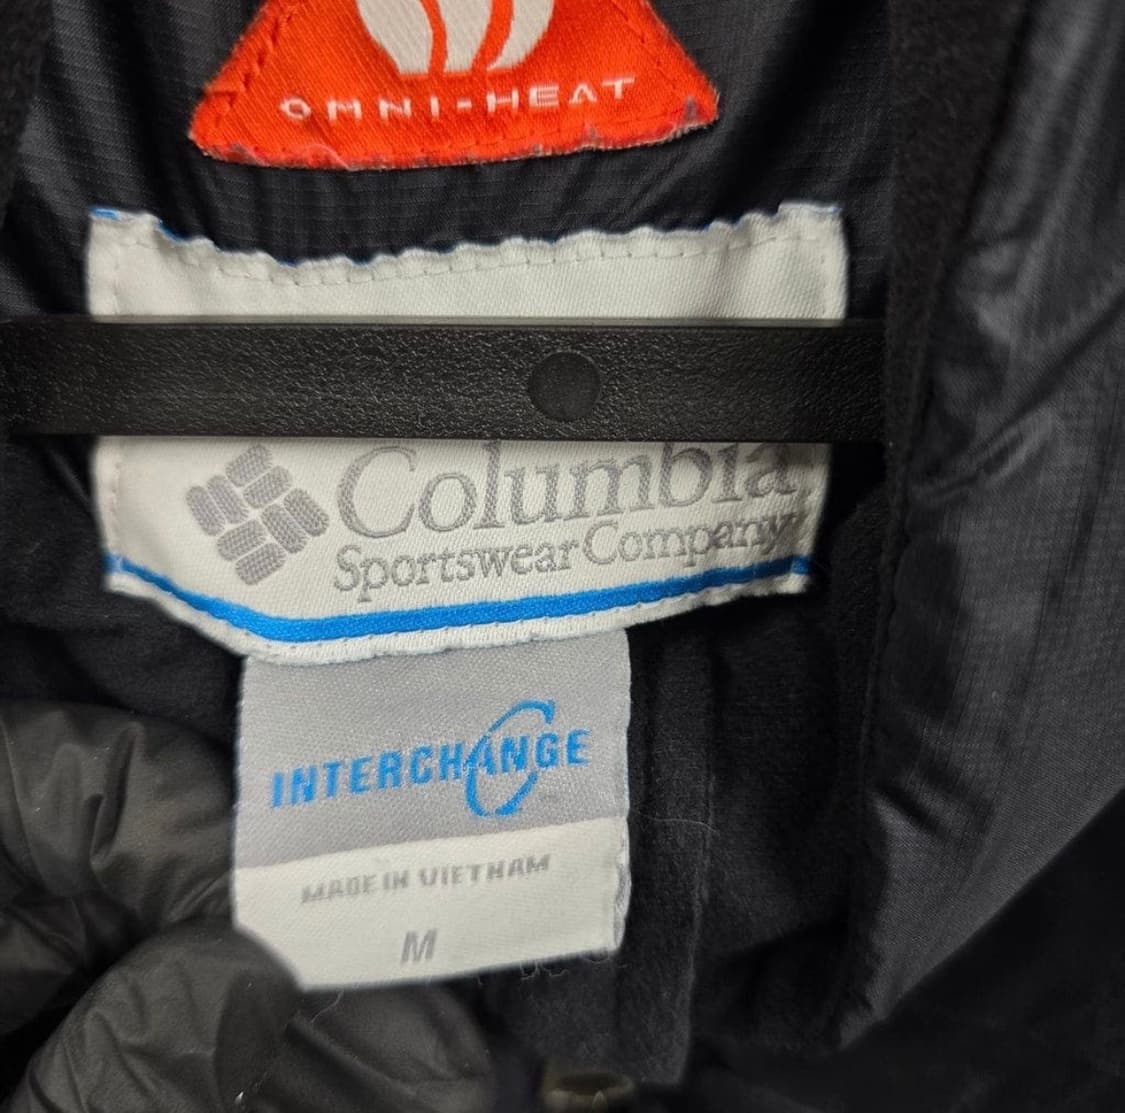 OMNI-HEAT
Columbia
Sportswear Company
INTERCHANGE
MADE IN VIETNAM
M